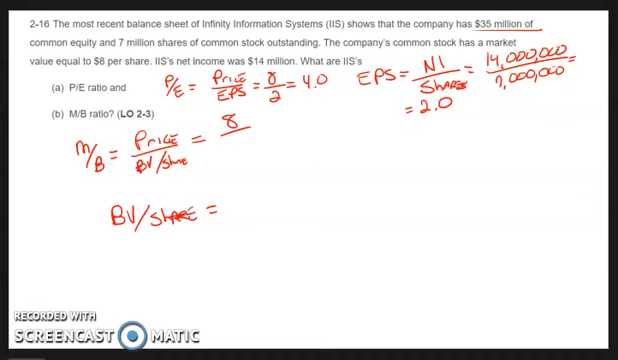 2-16 The most recent balance sheet of Infinity Information Systems (IIS) shows that the company has $35 million of
common equity and 7 million shares of common stock outstanding. The company's common stock has a market
value equal to $8 per share. IIS's net income was $14 million. What are IIS's
(a) P/E ratio and
P/E = PRICE/EPS = 8/2 = 4.0
EPS = NI/SHARES = 14,000,000/7,000,000 =
= 2.0
(b) M/B ratio? (LO 2-3)
M/B = PRICE/BV/SHARE = 8
BV/SHARE =
RECORDED WITH
SCREENCAST MATIC